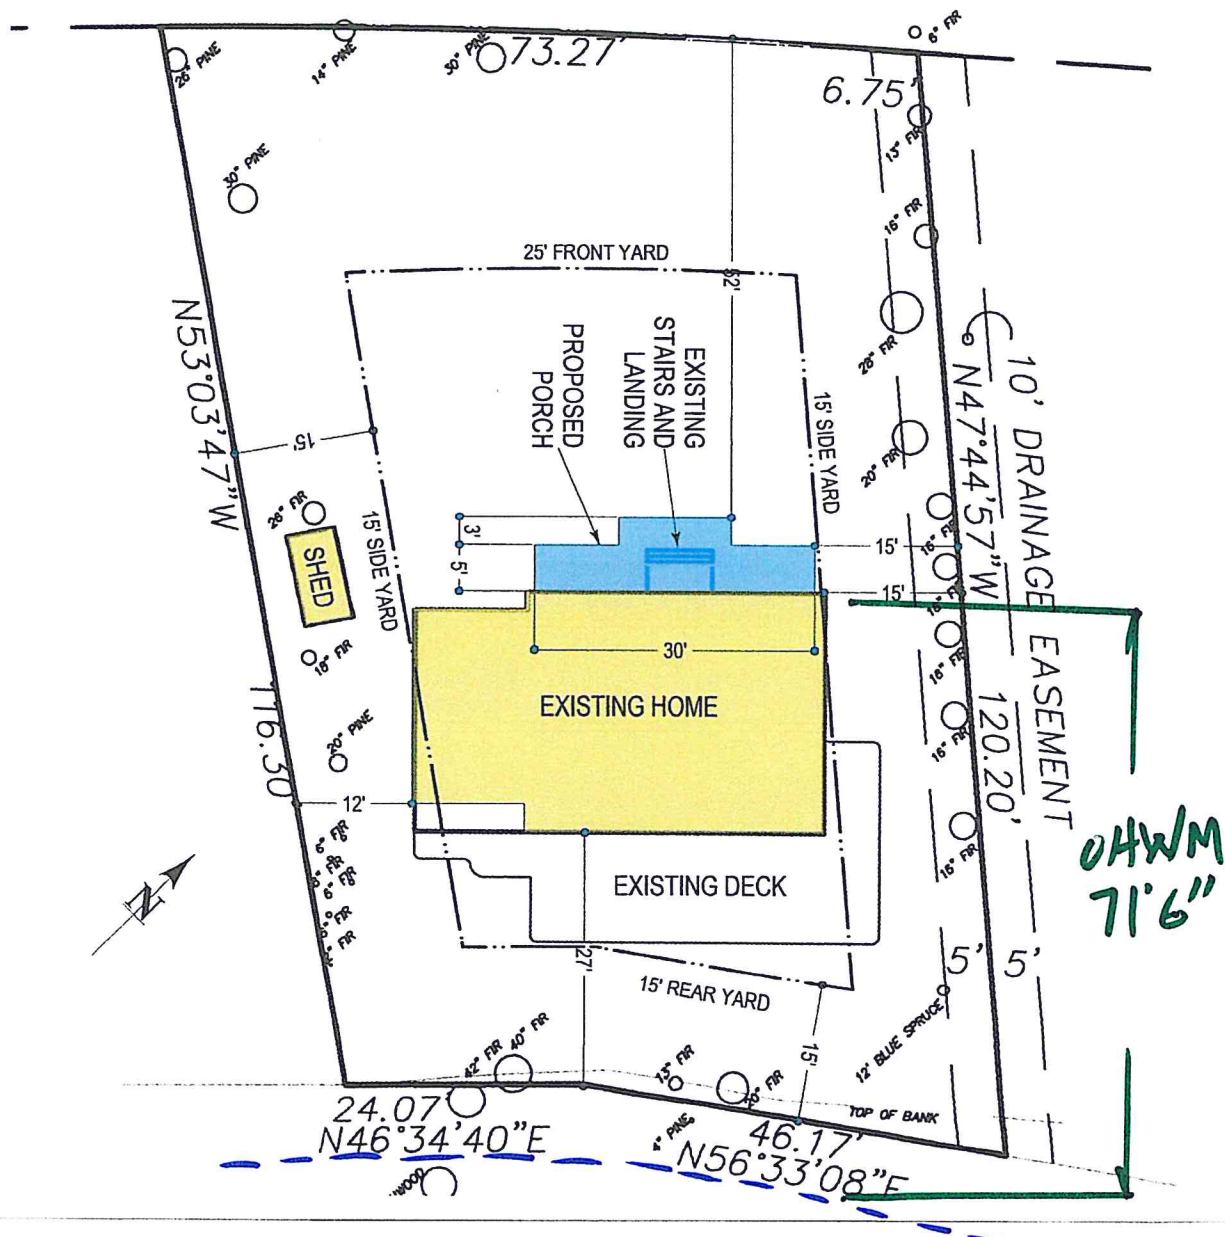 26" PINE
14" PINE
30" PINE
73.27'
6" FIR
6.75'
13" FIR
30" PINE
16" FIR
25' FRONT YARD
52'
28" FIR
N53°03'47"W
116.30
PROPOSED
PORCH
EXISTING
STAIRS AND
LANDING
15' SIDE YARD
10' DRAINAGE EASEMENT
N47°44'57"W
120.20'
15'
20" FIR
26" FIR
15' SIDE YARD
SHED
3'
5'
15'
16" FIR
15'
16" FIR
30'
18" FIR
16" FIR
EXISTING HOME
20" PINE
16" FIR
12'
6" FIR
6" FIR
15" FIR
OHWM
71'6"
EXISTING DECK
N
27'
5'
5'
15' REAR YARD
15'
12' BLUE SPRUCE
42" FIR
40" FIR
13" FIR
TOP OF BANK
24.07'
N46°34'40"E
46.17'
N56°33'08"E